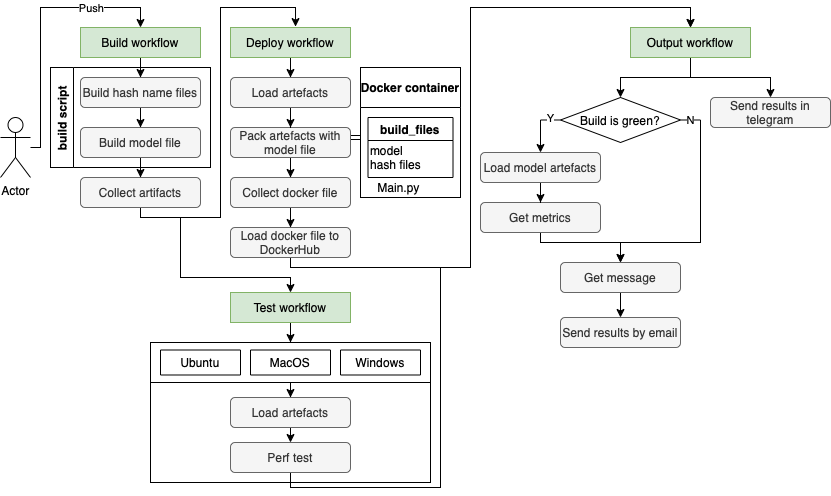 Push
Actor
Build workflow
build script
Build hash name files
Build model file
Collect artifacts
Deploy workflow
Load artefacts
Pack artefacts with
model file
Collect docker file
Load docker file to
DockerHub
Docker container
build_files
model
hash files
Main.py
Test workflow
Ubuntu
MacOS
Windows
Load artefacts
Perf test
Output workflow
Build is green?
Y
N
Send results in
telegram
Load model artefacts
Get metrics
Get message
Send results by email